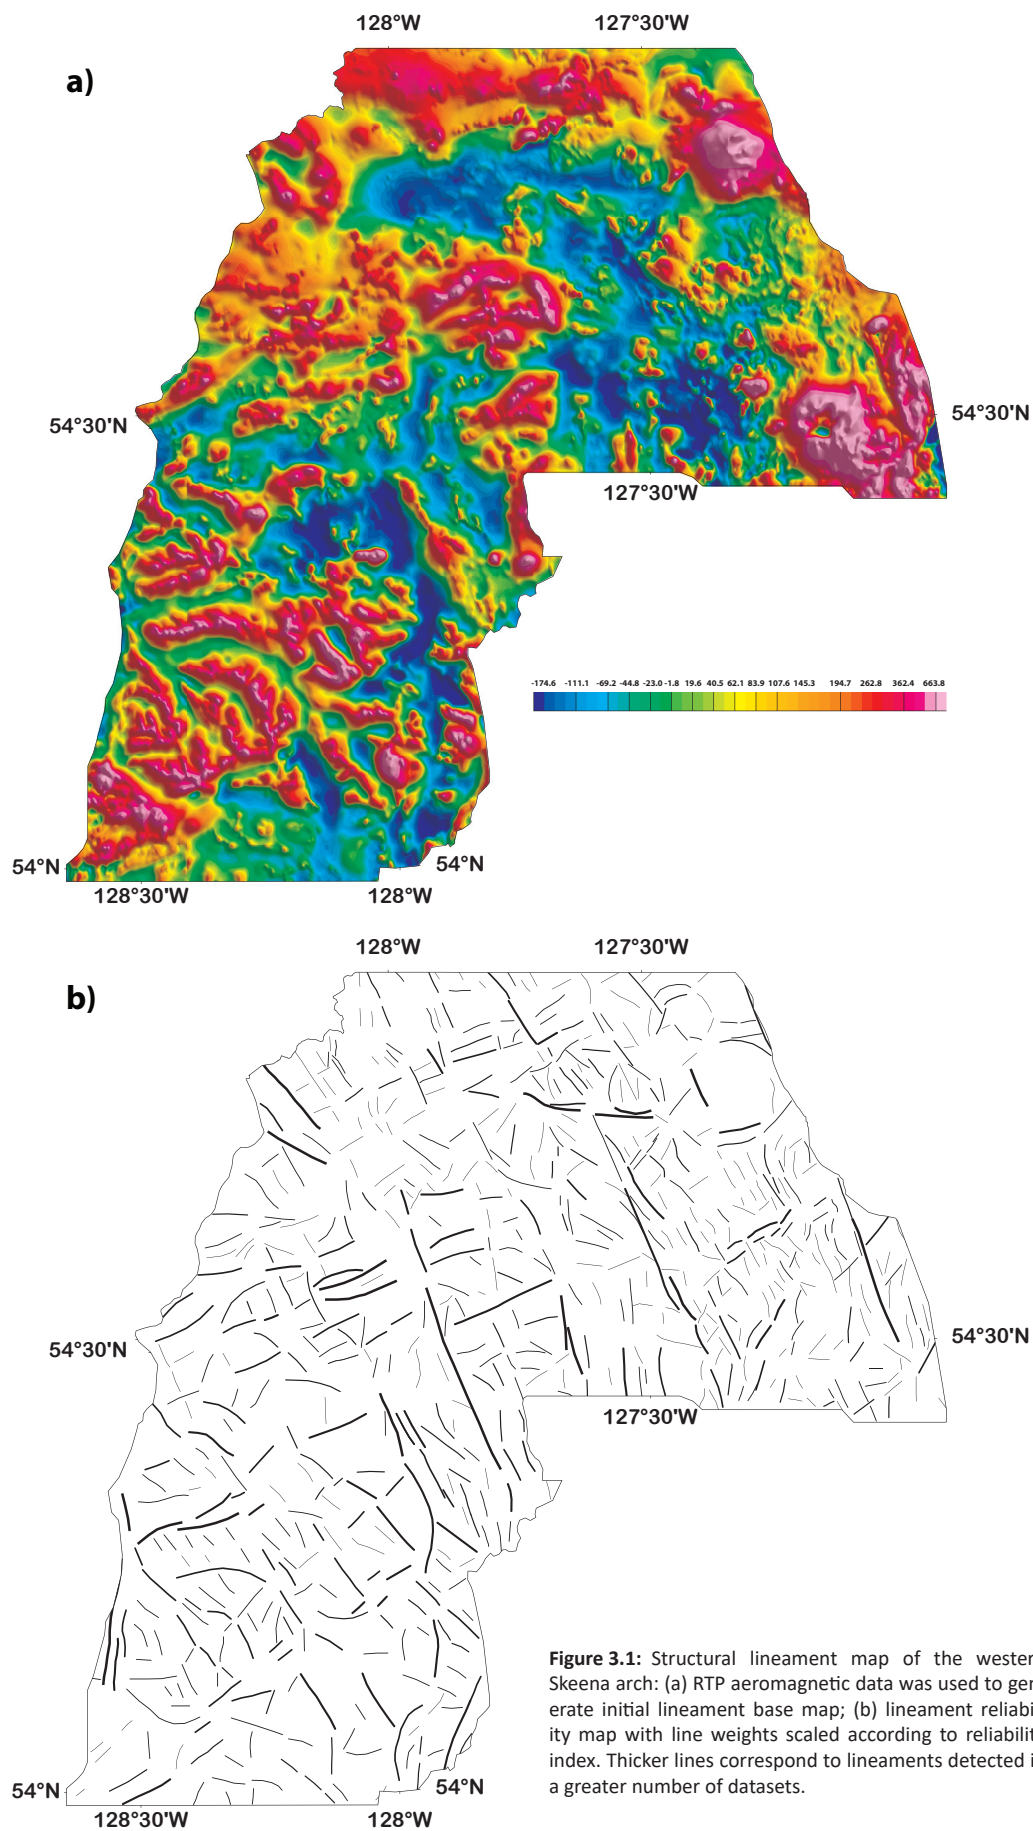 128°W 127°30'W
a)
54°30'N 54°30'N
127°30'W
-174.6 -111.1 -69.2 -44.8 -23.0 -1.8 19.6 40.5 62.1 83.9 107.6 145.3 194.7 262.8 362.4 663.8
54°N 54°N
128°30'W 128°W
128°W 127°30'W
b)
54°30'N 54°30'N
127°30'W
Figure 3.1: Structural lineament map of the wester
Skeena arch: (a) RTP aeromagnetic data was used to gen
erate initial lineament base map; (b) lineament reliabi
ity map with line weights scaled according to reliabilit
index. Thicker lines correspond to lineaments detected i
a greater number of datasets.
54°N 54°N
128°30'W 128°W